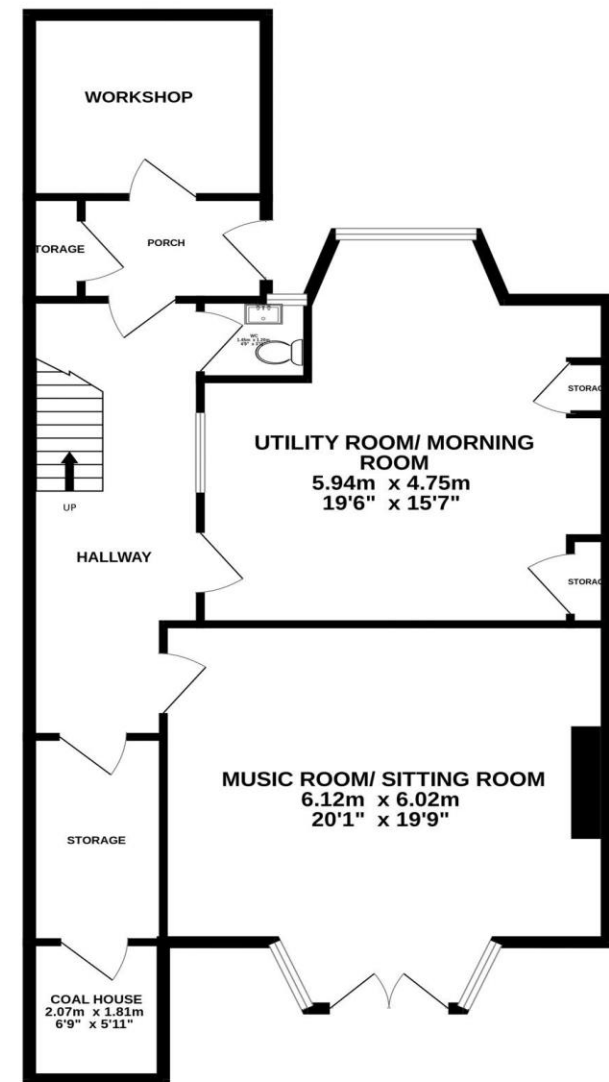 WORKSHOP
TORAGE
PORCH
WC
UTILITY ROOM/ MORNING
ROOM
5.94m x 4.75m
19'6" x 15'7"
STORAG
UP
HALLWAY
STORAG
MUSIC ROOM/ SITTING ROOM
6.12m x 6.02m
20'1" x 19'9"
STORAGE
COAL HOUSE
2.07m x 1.81m
6'9" x 5'11"